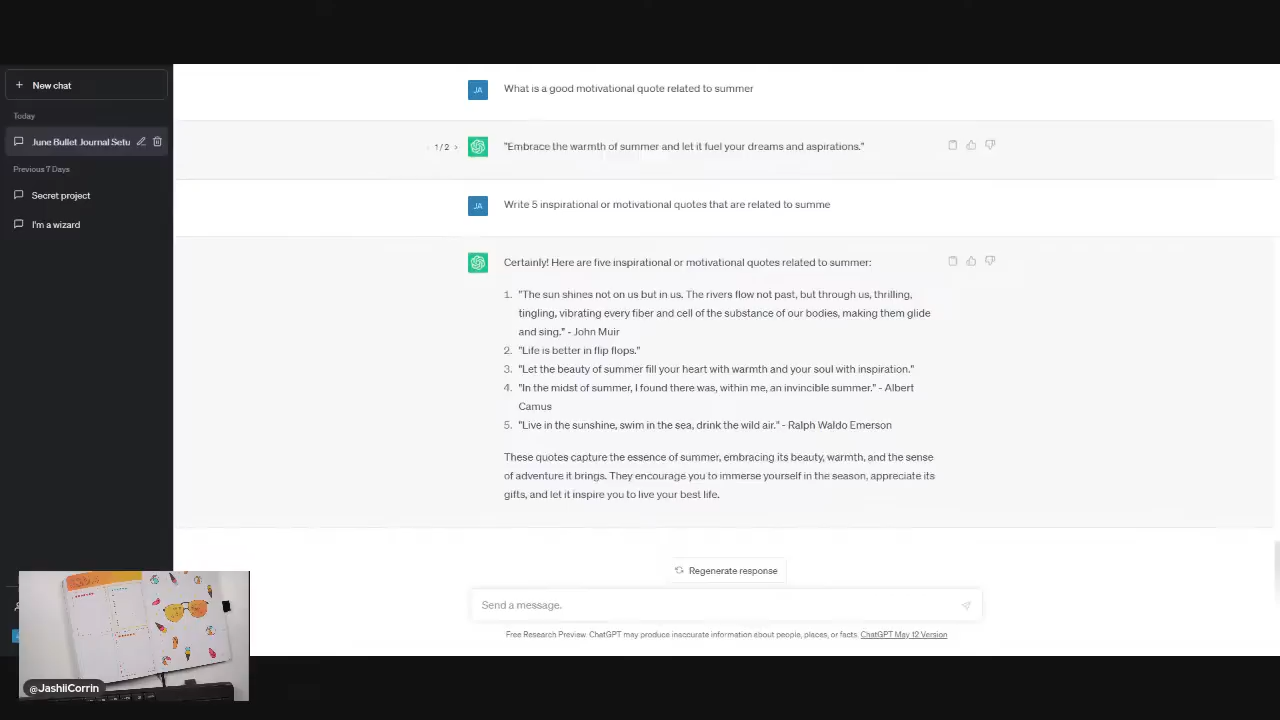 New chat
Today
June Bullet Journal Setu
Previous 7 Days
Secret project
I'm a wizard
JA
What is a good motivational quote related to summer
1 / 2
"Embrace the warmth of summer and let it fuel your dreams and aspirations."
JA
Write 5 inspirational or motivational quotes that are related to summe
Certainly! Here are five inspirational or motivational quotes related to summer:
1. "The sun shines not on us but in us. The rivers flow not past, but through us, thrilling,
tingling, vibrating every fiber and cell of the substance of our bodies, making them glide
and sing." - John Muir
2. "Life is better in flip flops."
3. "Let the beauty of summer fill your heart with warmth and your soul with inspiration."
4. "In the midst of summer, I found there was, within me, an invincible summer." - Albert
Camus
5. "Live in the sunshine, swim in the sea, drink the wild air." - Ralph Waldo Emerson
These quotes capture the essence of summer, embracing its beauty, warmth, and the sense
of adventure it brings. They encourage you to immerse yourself in the season, appreciate its
gifts, and let it inspire you to live your best life.
Regenerate response
Send a message.
Free Research Preview. ChatGPT may produce inaccurate information about people, places, or facts. ChatGPT May 12 Version
@JashiiCorrin